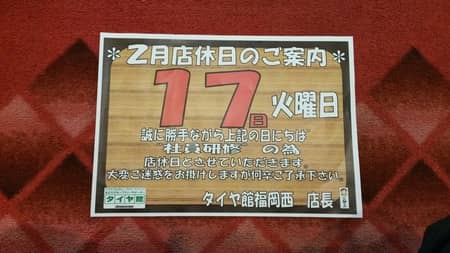 ＊２月店休日のご案内＊
17日 火曜日
誠に勝手ながら上記の日にちは
社員研修 の為
店休日とさせていただきます。
大変ご迷惑をお掛けしますが何卒ご了承下さい
タイヤ館福岡西 店長
タイヤ館